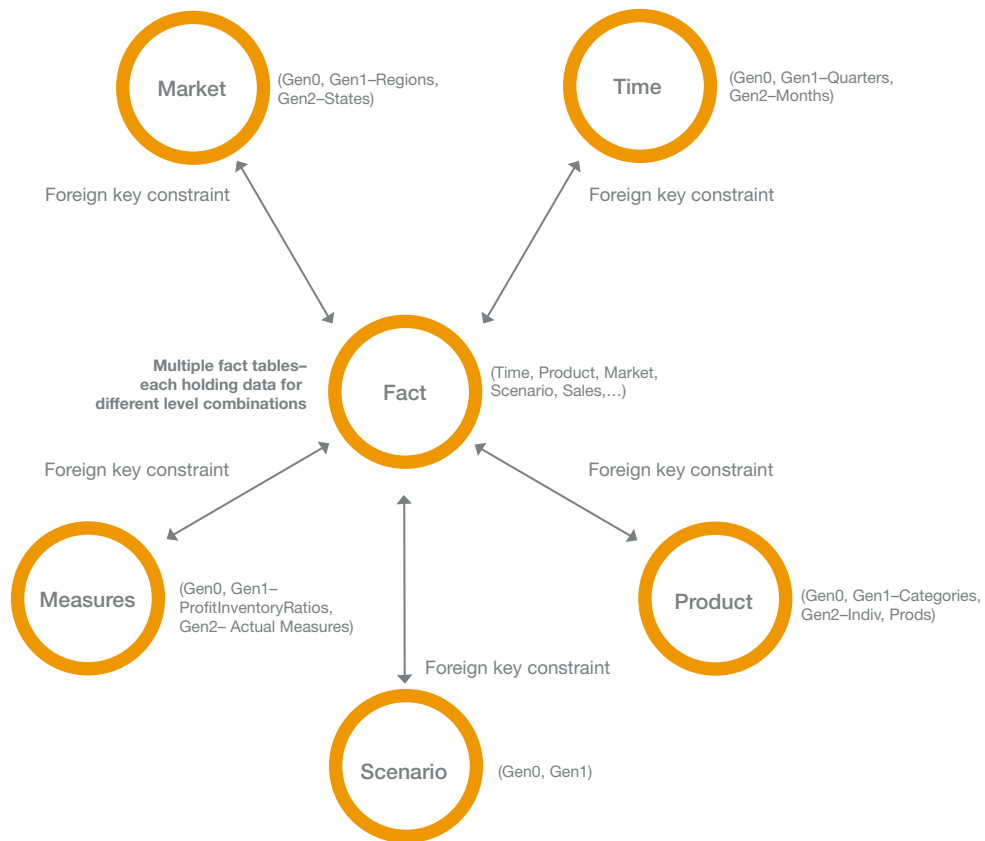 Market
(Gen0, Gen1–Regions,
Gen2–States)
Time
(Gen0, Gen1–Quarters,
Gen2–Months)
Foreign key constraint
Foreign key constraint
Multiple fact tables–
each holding data for
different level combinations
Fact
(Time, Product, Market,
Scenario, Sales,...)
Foreign key constraint
Foreign key constraint
Measures
(Gen0, Gen1–
ProfitInventoryRatios,
Gen2– Actual Measures)
Product
(Gen0, Gen1–Categories,
Gen2–Indiv, Prods)
Foreign key constraint
Scenario
(Gen0, Gen1)